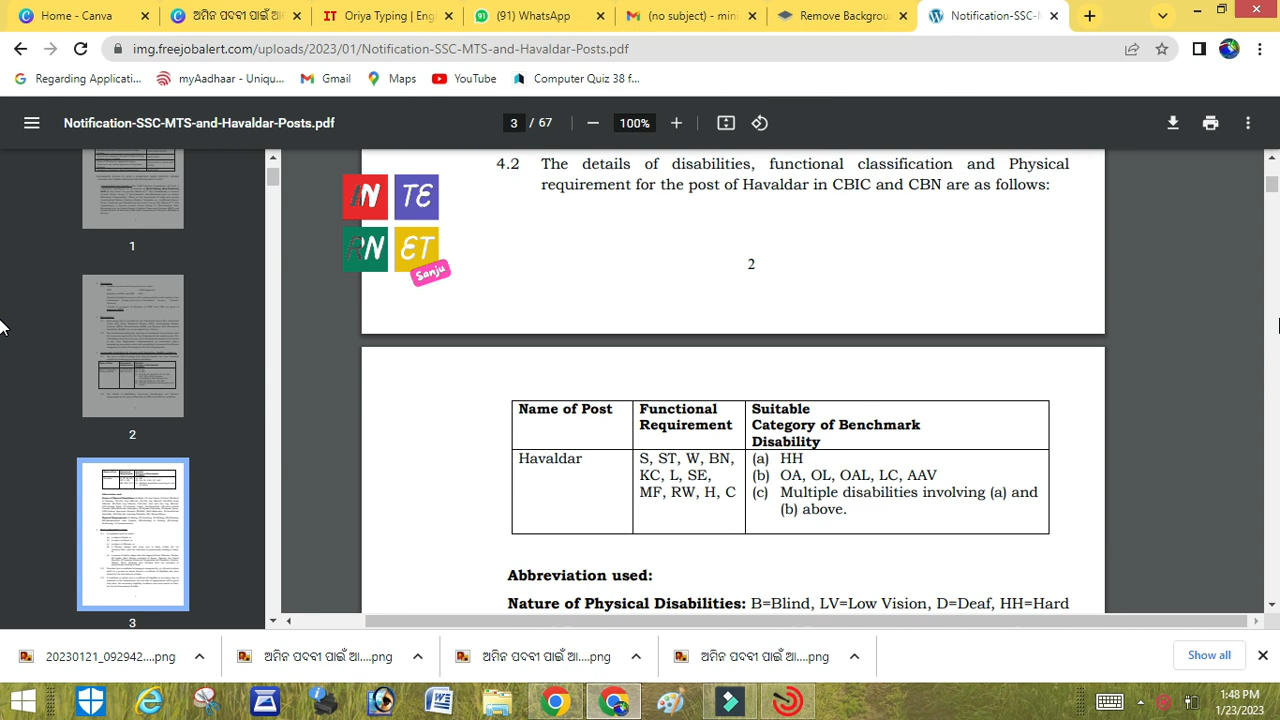 Home - Canva
ଅମିନ ପଦବୀ ପାଇଁ ଆ
Oriya Typing | Eng
(91) WhatsApp
(no subject) - mini
Remove Backgrou
Notification-SSC-M
img.freejobalert.com/uploads/2023/01/Notification-SSC-MTS-and-Havaldar-Posts.pdf
Regarding Applicati...
myAadhaar - Uniqu...
Gmail
Maps
YouTube
Computer Quiz 38 f...
Notification-SSC-MTS-and-Havaldar-Posts.pdf
3 / 67
100%
1
2
3
4.2 The details of disabilities, functional classification and Physical
requirement for the post of Havaldar in CBIC and CBN are as follows:
IN TE
RN ET
Sanju
2
Name of Post
Functional
Requirement
Suitable
Category of Benchmark
Disability
Havaldar
S, ST, W, BN,
KC, L, SE,
MF, RW, H, C
(a) HH
(b) OA, OL, OAL, LC, AAV
(c) Multiple disabilities involving (a) and
(b) above.
Abbreviation used:
Nature of Physical Disabilities: B=Blind, LV=Low Vision, D=Deaf, HH=Hard
20230121_092942....png
ଅମିନ ପଦବୀ ପାଇଁ ଆ....png
ଅମିନ ପଦବୀ ପାଇଁ ଆ....png
ଅମିନ ପଦବୀ ପାଇଁ ଆ....png
Show all
1:48 PM
1/23/2023